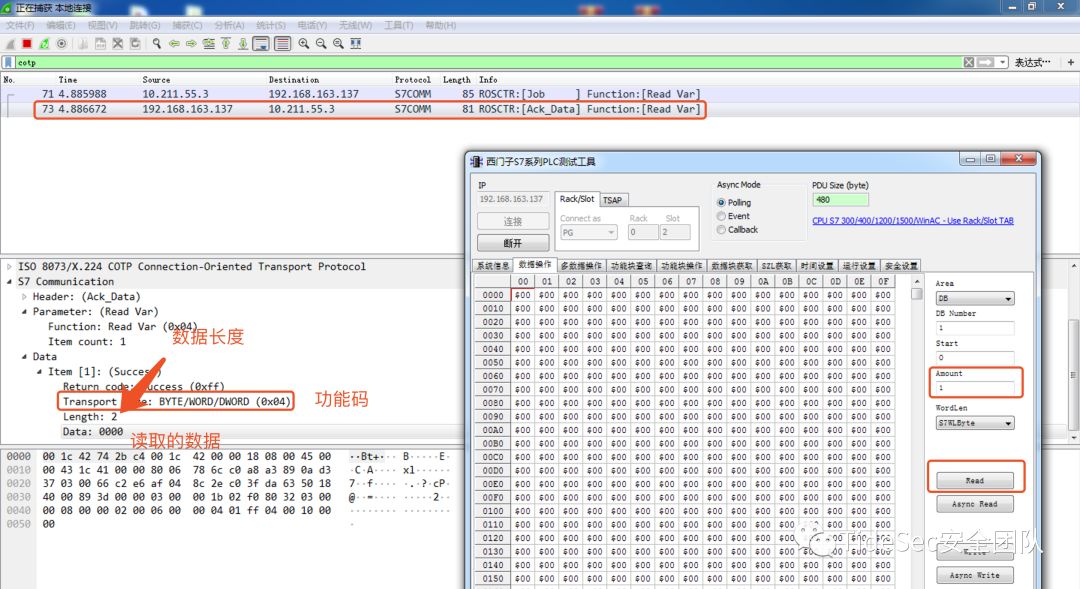 正在捕获 本地连接
文件(F) 编辑(E) 视图(V) 跳转(G) 捕获(C) 分析(A) 统计(S) 电话(Y) 无线(W) 工具(T) 帮助(H)
cotp 表达式…
No. Time Source Destination Protocol Length Info
71 4.885988 10.211.55.3 192.168.163.137 S7COMM 85 ROSCTR:[Job ] Function:[Read Var]
73 4.886672 192.168.163.137 10.211.55.3 S7COMM 81 ROSCTR:[Ack_Data] Function:[Read Var]
ISO 8073/X.224 COTP Connection-Oriented Transport Protocol
S7 Communication
Header: (Ack_Data)
Parameter: (Read Var)
Function: Read Var (0x04)
Item count: 1
数据长度
Data
Item [1]: (Success)
Return code: Success (0xff)
Transport BYTE/WORD/DWORD (0x04)
功能码
Length: 2
Data: 0000
读取的数据
0000 00 1c 42 74 2b c4 00 1c 42 00 00 18 08 00 45 00 ··Bt+··· B·····E·
0010 00 43 1c 41 00 00 80 06 78 6c c0 a8 a3 89 0a d3 ·C·A···· xl······
0020 37 03 00 66 c2 e6 af 04 8c 2e c0 3f da 63 50 18 7··f···· ·.·?·cP·
0030 40 00 89 3d 00 00 03 00 00 1b 02 f0 80 32 03 00 @··=···· ·····2··
0040 00 08 00 00 02 00 06 00 00 04 01 ff 04 00 10 00 ········ ········
0050 00 ·
西门子S7系列PLC测试工具
IP
192.168.163.137
连接
断开
Rack/Slot TSAP
Connect as Rack Slot
PG 0 2
Async Mode
Polling
Event
Callback
PDU Size (byte)
480
CPU S7 300/400/1200/1500/WinAC - Use Rack/Slot TAB
系统信息 数据操作 多数据操作 功能块查询 功能块操作 数据块获取 SZL获取 时间设置 运行设置 安全设置
00 01 02 03 04 05 06 07 08 09 0A 0B 0C 0D 0E 0F
0000 $00 $00 $00 $00 $00 $00 $00 $00 $00 $00 $00 $00 $00 $00 $00 $00
0010 $00 $00 $00 $00 $00 $00 $00 $00 $00 $00 $00 $00 $00 $00 $00 $00
0020 $00 $00 $00 $00 $00 $00 $00 $00 $00 $00 $00 $00 $00 $00 $00 $00
0030 $00 $00 $00 $00 $00 $00 $00 $00 $00 $00 $00 $00 $00 $00 $00 $00
0040 $00 $00 $00 $00 $00 $00 $00 $00 $00 $00 $00 $00 $00 $00 $00 $00
0050 $00 $00 $00 $00 $00 $00 $00 $00 $00 $00 $00 $00 $00 $00 $00 $00
0060 $00 $00 $00 $00 $00 $00 $00 $00 $00 $00 $00 $00 $00 $00 $00 $00
0070 $00 $00 $00 $00 $00 $00 $00 $00 $00 $00 $00 $00 $00 $00 $00 $00
0080 $00 $00 $00 $00 $00 $00 $00 $00 $00 $00 $00 $00 $00 $00 $00 $00
0090 $00 $00 $00 $00 $00 $00 $00 $00 $00 $00 $00 $00 $00 $00 $00 $00
00A0 $00 $00 $00 $00 $00 $00 $00 $00 $00 $00 $00 $00 $00 $00 $00 $00
00B0 $00 $00 $00 $00 $00 $00 $00 $00 $00 $00 $00 $00 $00 $00 $00 $00
00C0 $00 $00 $00 $00 $00 $00 $00 $00 $00 $00 $00 $00 $00 $00 $00 $00
00D0 $00 $00 $00 $00 $00 $00 $00 $00 $00 $00 $00 $00 $00 $00 $00 $00
00E0 $00 $00 $00 $00 $00 $00 $00 $00 $00 $00 $00 $00 $00 $00 $00 $00
00F0 $00 $00 $00 $00 $00 $00 $00 $00 $00 $00 $00 $00 $00 $00 $00 $00
0100 $00 $00 $00 $00 $00 $00 $00 $00 $00 $00 $00 $00 $00 $00 $00 $00
0110 $00 $00 $00 $00 $00 $00 $00 $00 $00 $00 $00 $00 $00 $00 $00 $00
0120 $00 $00 $00 $00 $00 $00 $00 $00 $00 $00 $00 $00 $00 $00 $00 $00
0130 $00 $00 $00 $00 $00 $00 $00 $00 $00 $00 $00 $00 $00 $00 $00 $00
0140 $00 $00 $00 $00 $00 $00 $00 $00 $00 $00 $00 $00 $00 $00 $00 $00
0150 $00 $00 $00 $00 $00 $00 $00 $00 $00 $00 $00 $00 $00 $00 $00 $00
Area
DB
DB Number
1
Start
0
Amount
1
WordLen
S7WLByte
Read
Async Read
Write
Async Write
TideSec安全团队